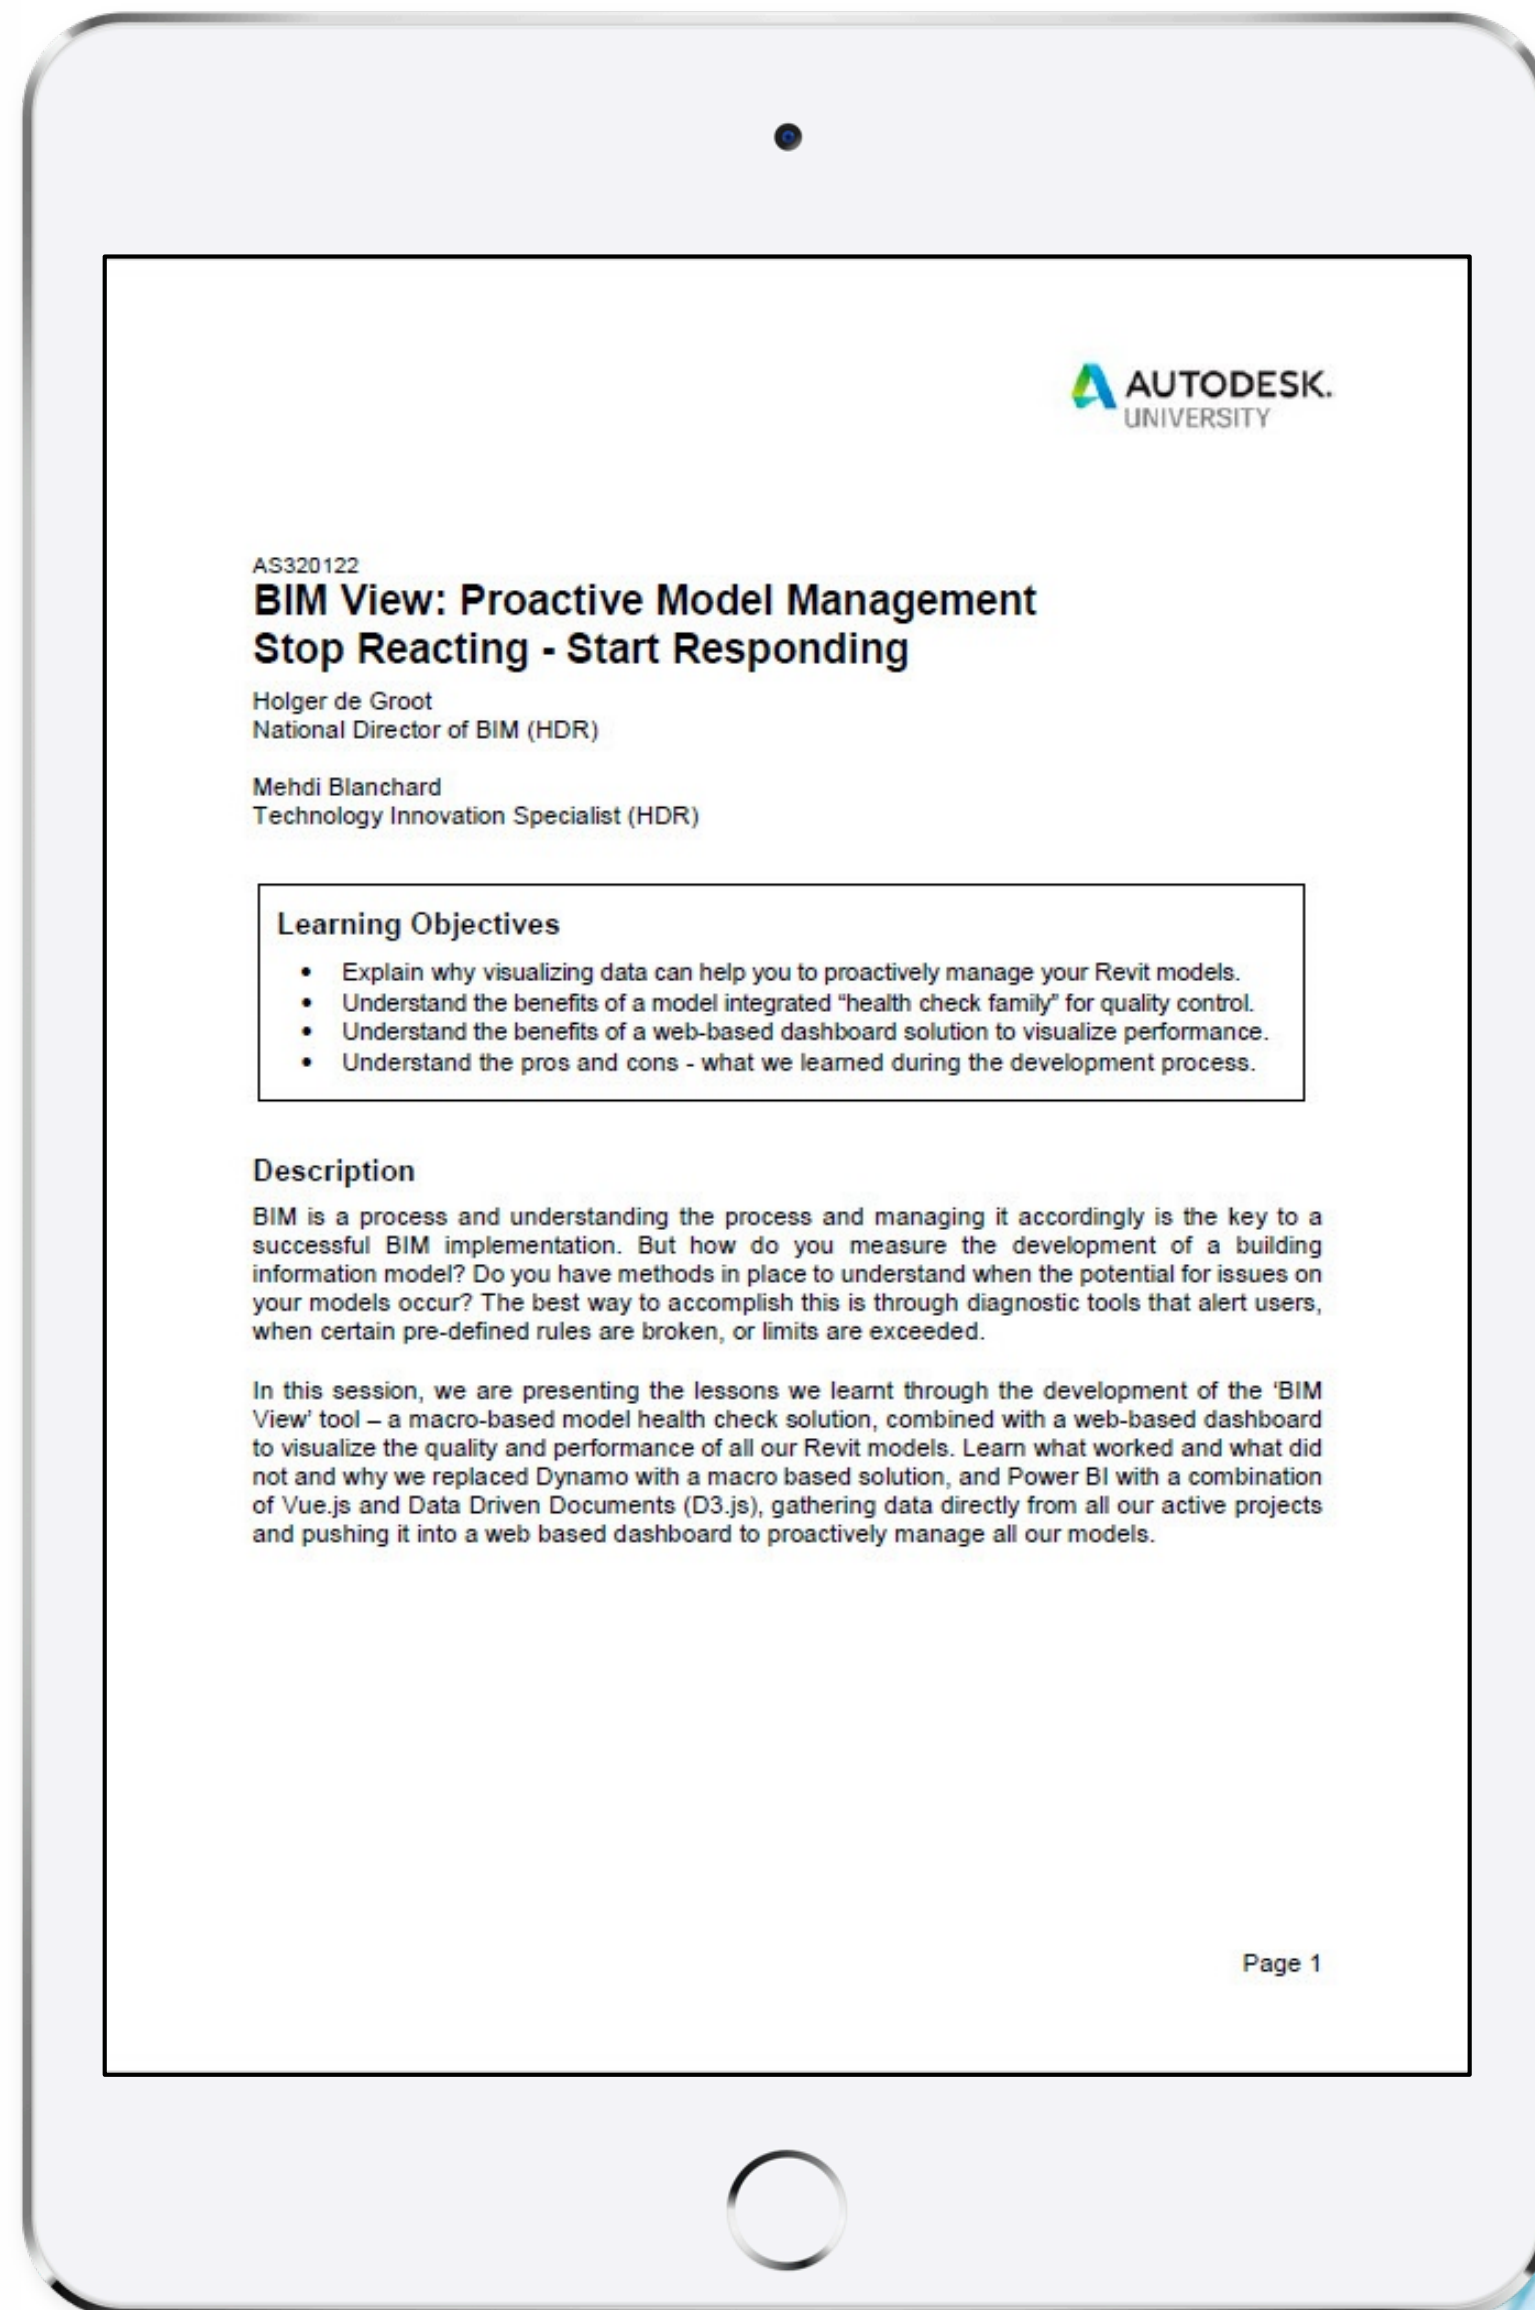 AUTODESK.
UNIVERSITY
AS320122
BIM View: Proactive Model Management
Stop Reacting - Start Responding
Holger de Groot
National Director of BIM (HDR)
Mehdi Blanchard
Technology Innovation Specialist (HDR)
Learning Objectives
• Explain why visualizing data can help you to proactively manage your Revit models.
• Understand the benefits of a model integrated “health check family” for quality control.
• Understand the benefits of a web-based dashboard solution to visualize performance.
• Understand the pros and cons - what we learned during the development process.
Description
BIM is a process and understanding the process and managing it accordingly is the key to a
successful BIM implementation. But how do you measure the development of a building
information model? Do you have methods in place to understand when the potential for issues on
your models occur? The best way to accomplish this is through diagnostic tools that alert users,
when certain pre-defined rules are broken, or limits are exceeded.
In this session, we are presenting the lessons we learnt through the development of the ‘BIM
View’ tool – a macro-based model health check solution, combined with a web-based dashboard
to visualize the quality and performance of all our Revit models. Learn what worked and what did
not and why we replaced Dynamo with a macro based solution, and Power BI with a combination
of Vue.js and Data Driven Documents (D3.js), gathering data directly from all our active projects
and pushing it into a web based dashboard to proactively manage all our models.
Page 1